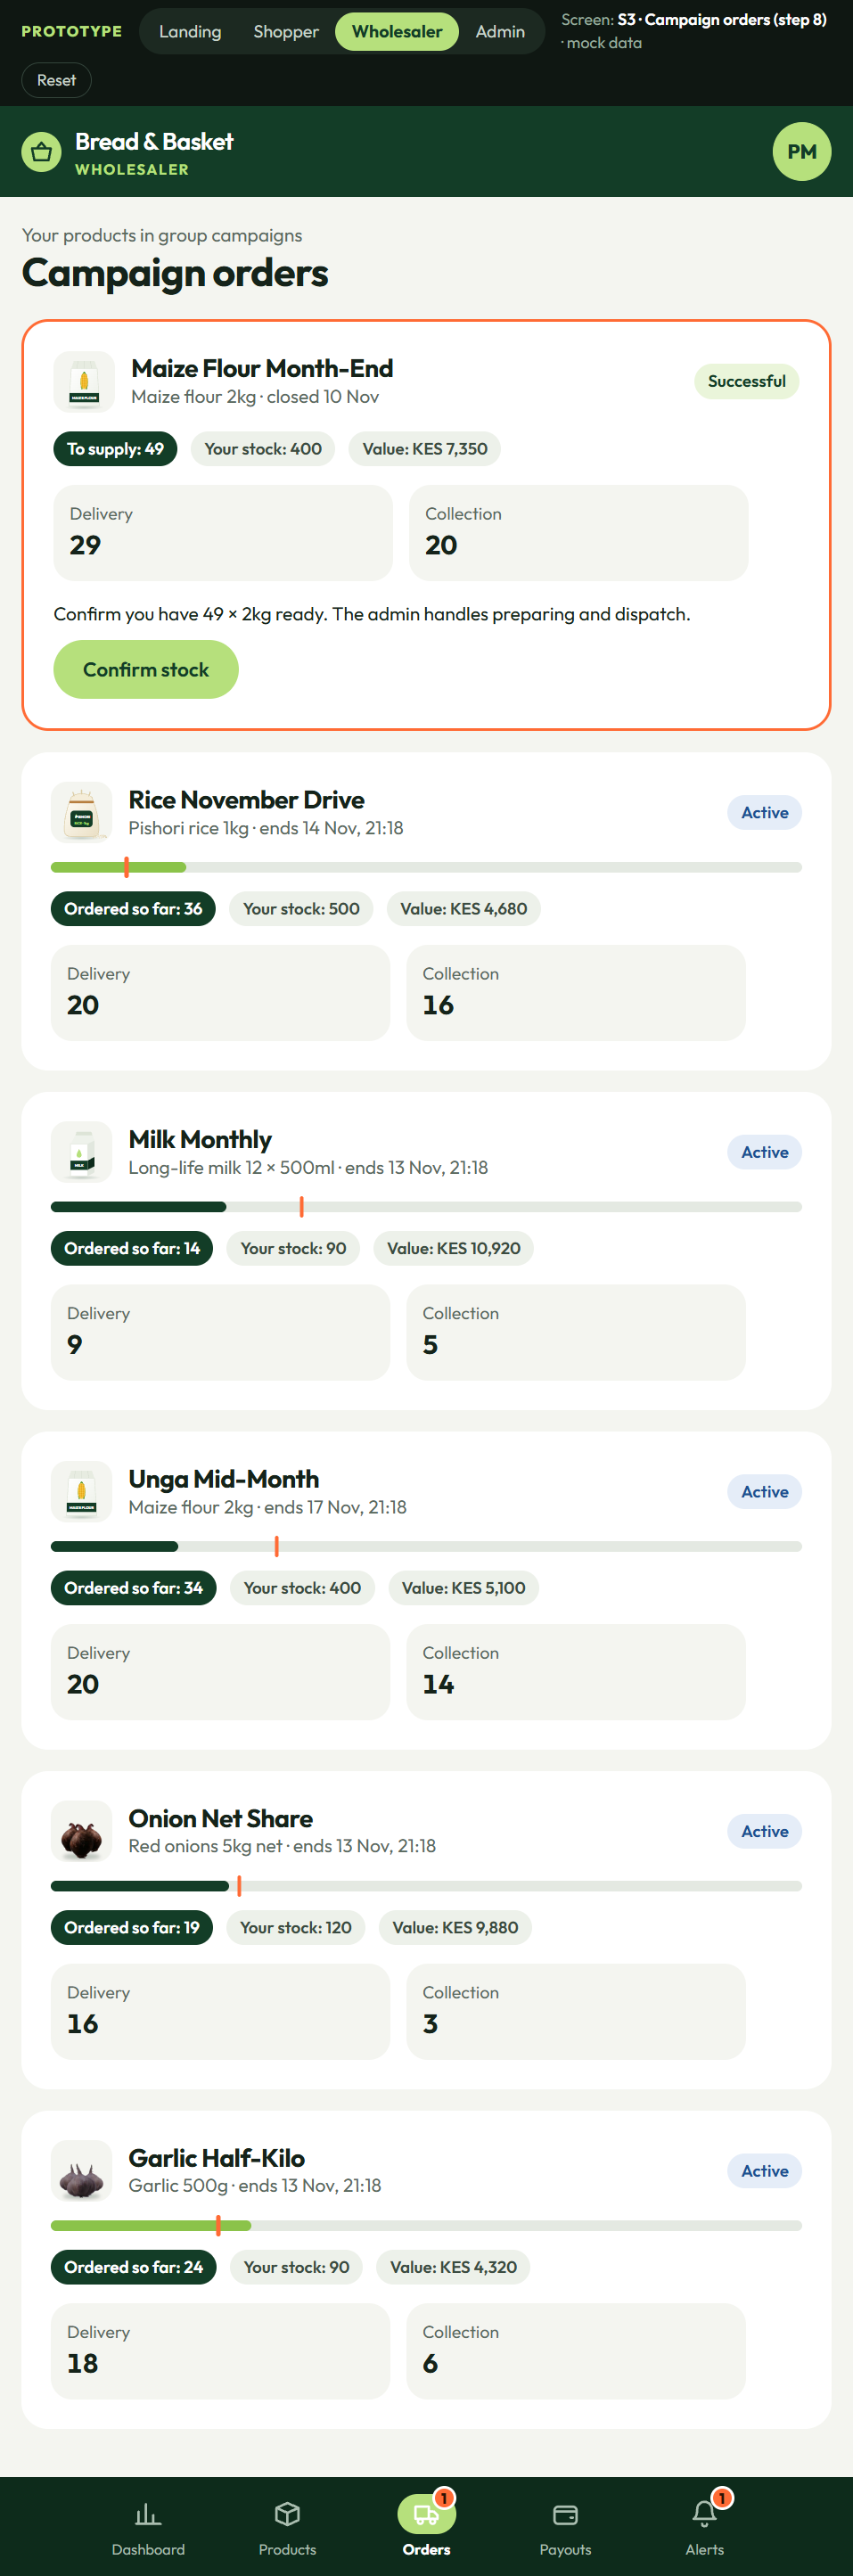 PROTOTYPE
Landing
Shopper
Wholesaler
Admin
Screen: S3 · Campaign orders (step 8)
· mock data
Reset
Bread & Basket
WHOLESALER
PM
Your products in group campaigns
Campaign orders
Maize Flour Month-End
Maize flour 2kg · closed 10 Nov
Successful
MAIZE FLOUR
To supply: 49
Your stock: 400
Value: KES 7,350
Delivery
29
Collection
20
Confirm you have 49 × 2kg ready. The admin handles preparing and dispatch.
Confirm stock
Rice November Drive
Pishori rice 1kg · ends 14 Nov, 21:18
Active
Ordered so far: 36
Your stock: 500
Value: KES 4,680
Delivery
20
Collection
16
Milk Monthly
Long-life milk 12 × 500ml · ends 13 Nov, 21:18
Active
MILK
Ordered so far: 14
Your stock: 90
Value: KES 10,920
Delivery
9
Collection
5
Unga Mid-Month
Maize flour 2kg · ends 17 Nov, 21:18
Active
MAIZE FLOUR
Ordered so far: 34
Your stock: 400
Value: KES 5,100
Delivery
20
Collection
14
Onion Net Share
Red onions 5kg net · ends 13 Nov, 21:18
Active
Ordered so far: 19
Your stock: 120
Value: KES 9,880
Delivery
16
Collection
3
Garlic Half-Kilo
Garlic 500g · ends 13 Nov, 21:18
Active
Ordered so far: 24
Your stock: 90
Value: KES 4,320
Delivery
18
Collection
6
Dashboard
Products
1
Orders
Payouts
1
Alerts